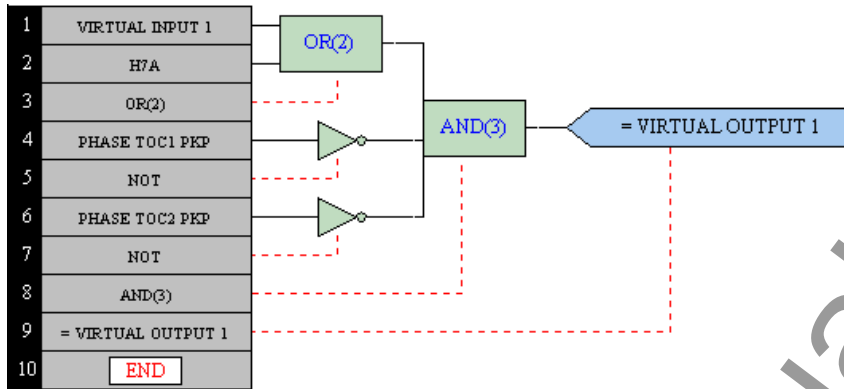 1 VIRTUAL INPUT 1
2 H7A
3 OR(2)
4 PHASE TOC1 PKP
5 NOT
6 PHASE TOC2 PKP
7 NOT
8 AND(3)
9 = VIRTUAL OUTPUT 1
10 END
OR(2)
AND(3)
= VIRTUAL OUTPUT 1